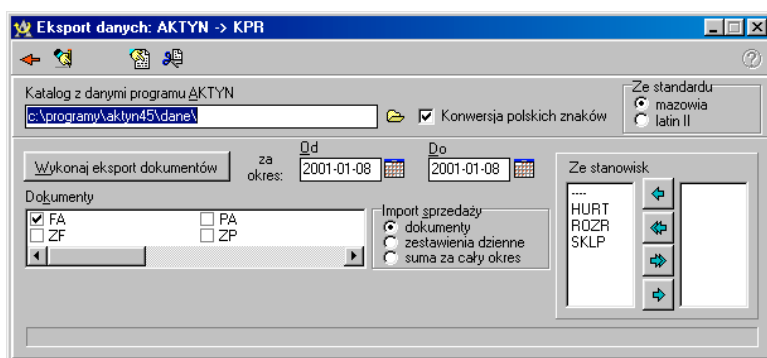 Eksport danych: AKTYN -> KPR
Katalog z danymi programu AKTYN
c:\programy\aktyn45\dane\
Konwersja polskich znaków
Ze standardu
mazowia
latin II
Wykonaj eksport dokumentów
za okres:
Od
2001-01-08
Do
2001-01-08
Dokumenty
FA PA
ZF ZP
Import sprzedaży
dokumenty
zestawienia dzienne
suma za cały okres
Ze stanowisk
----
HURT
ROZR
SKLP